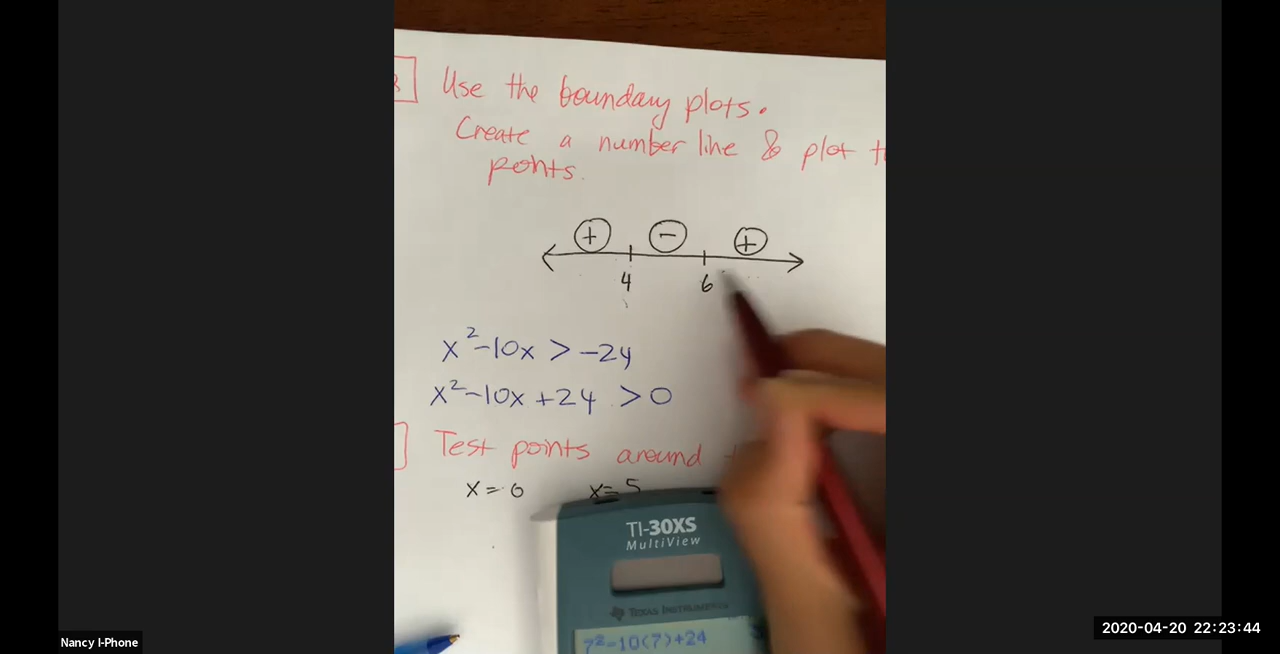 Use the boundary plots.
Create a number line & plot t
points.
+ - +
4 6
x²-10x > -24
x²-10x+24 > 0
Test points around
x=0 x=5
TI-30XS
MultiView
TEXAS INSTRUMENTS
7²-10(7)+24
Nancy I-Phone
2020-04-20 22:23:44